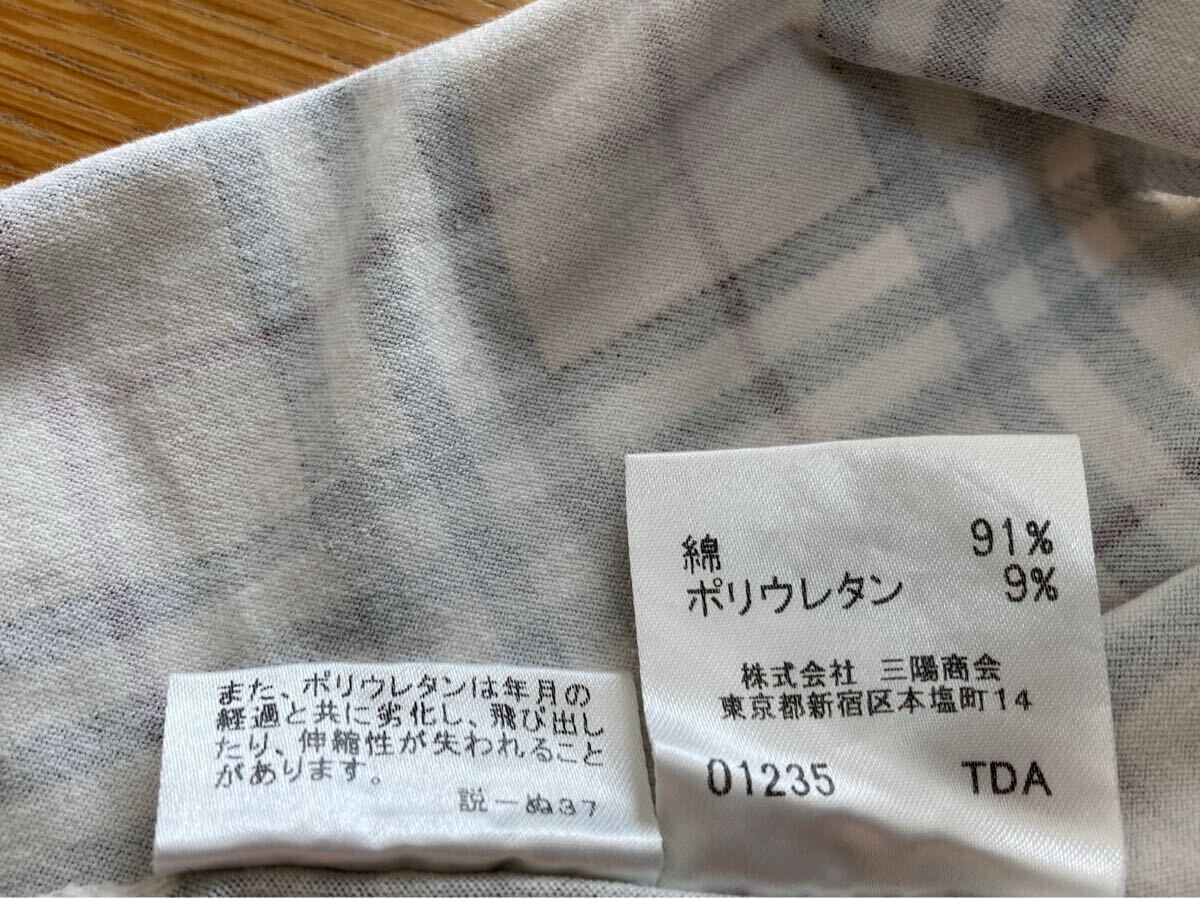 また、ポリウレタンは年月の
経過と共に劣化し、飛び出し
たり、伸縮性が失われること
があります。
説ーぬ37
綿 91%
ポリウレタン 9%
株式会社 三陽商会
東京都新宿区本塩町14
01235 TDA